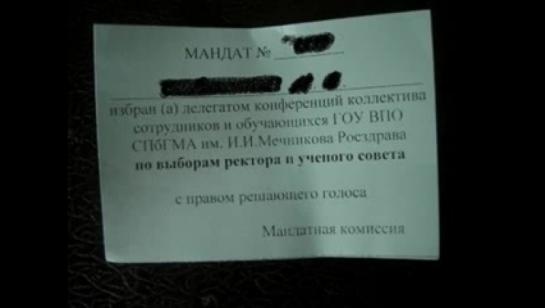 МАНДАТ №
избран (а) делегатом конференций коллектива
сотрудников и обучающихся ГОУ ВПО
СПбГМА им. И.И.Мечникова Росздрава
по выборам ректора и ученого совета
с правом решающего голоса
Мандатная комиссия